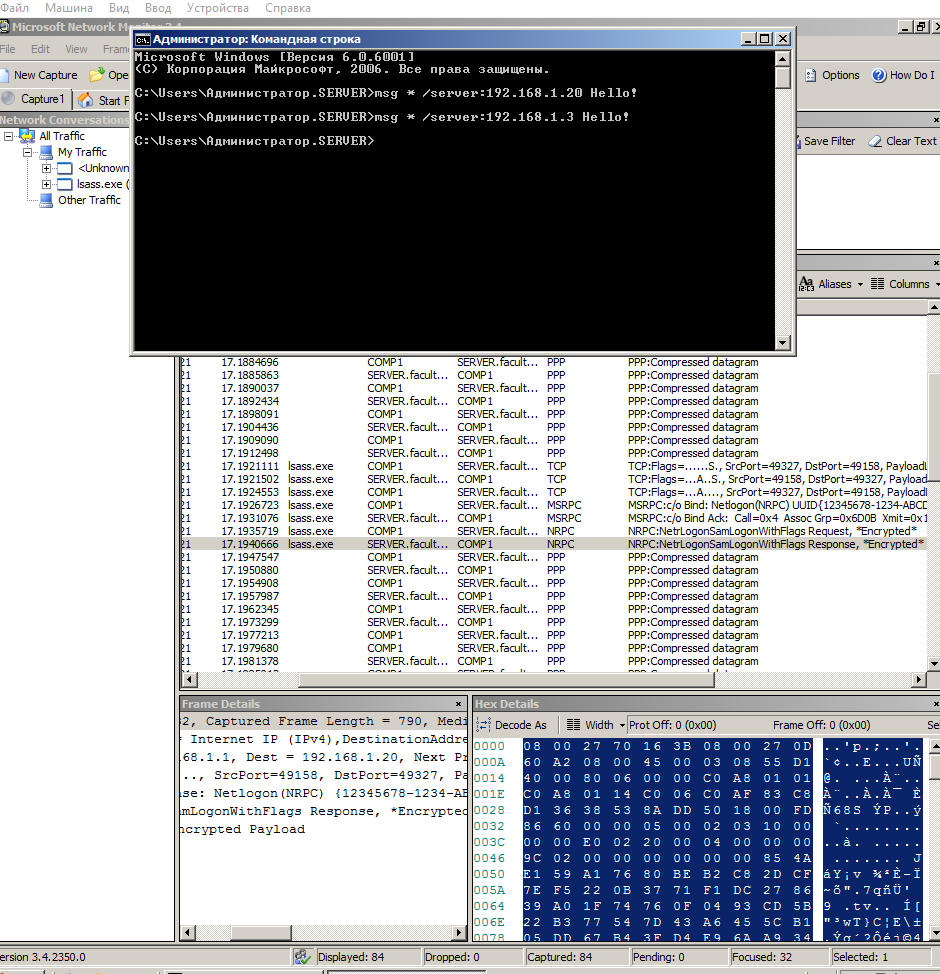 Файл Машина Вид Ввод Устройства Справка
Microsoft Network Monitor 3.4
File Edit View Fram
New Capture Ope Options How Do I
Capture1 Start F
Network Conversations
All Traffic
My Traffic
<Unknown
lsass.exe (
Other Traffic
Администратор: Командная строка
Microsoft Windows [Версия 6.0.6001]
(C) Корпорация Майкрософт, 2006. Все права защищены.
C:\Users\Администратор.SERVER>msg * /server:192.168.1.20 Hello!
C:\Users\Администратор.SERVER>msg * /server:192.168.1.3 Hello!
C:\Users\Администратор.SERVER>
Save Filter Clear Text
Aliases Columns
21 17.1884696 COMP1 SERVER.facult... PPP PPP:Compressed datagram
21 17.1885863 SERVER.facult... COMP1 PPP PPP:Compressed datagram
21 17.1890037 COMP1 SERVER.facult... PPP PPP:Compressed datagram
21 17.1892434 SERVER.facult... COMP1 PPP PPP:Compressed datagram
21 17.1898091 COMP1 SERVER.facult... PPP PPP:Compressed datagram
21 17.1904436 SERVER.facult... COMP1 PPP PPP:Compressed datagram
21 17.1909090 COMP1 SERVER.facult... PPP PPP:Compressed datagram
21 17.1912498 COMP1 SERVER.facult... PPP PPP:Compressed datagram
21 17.1921111 lsass.exe COMP1 SERVER.facult... TCP TCP:Flags=......S., SrcPort=49327, DstPort=49158, PayloadL
21 17.1921502 lsass.exe SERVER.facult... COMP1 TCP TCP:Flags=...A..S., SrcPort=49158, DstPort=49327, Payload
21 17.1924553 lsass.exe COMP1 SERVER.facult... TCP TCP:Flags=...A...., SrcPort=49327, DstPort=49158, Payload
21 17.1926723 lsass.exe COMP1 SERVER.facult... MSRPC MSRPC:c/o Bind: Netlogon(NRPC) UUID{12345678-1234-ABCD
21 17.1931076 lsass.exe SERVER.facult... COMP1 MSRPC MSRPC:c/o Bind Ack: Call=0x4 Assoc Grp=0x6D0B Xmit=0x1
21 17.1935719 lsass.exe COMP1 SERVER.facult... NRPC NRPC:NetrLogonSamLogonWithFlags Request, *Encrypted*
21 17.1940666 lsass.exe SERVER.facult... COMP1 NRPC NRPC:NetrLogonSamLogonWithFlags Response, *Encrypted*
21 17.1947547 SERVER.facult... COMP1 PPP PPP:Compressed datagram
21 17.1950880 SERVER.facult... COMP1 PPP PPP:Compressed datagram
21 17.1954908 SERVER.facult... COMP1 PPP PPP:Compressed datagram
21 17.1957987 COMP1 SERVER.facult... PPP PPP:Compressed datagram
21 17.1962345 COMP1 SERVER.facult... PPP PPP:Compressed datagram
21 17.1973299 SERVER.facult... COMP1 PPP PPP:Compressed datagram
21 17.1977213 COMP1 SERVER.facult... PPP PPP:Compressed datagram
21 17.1979680 COMP1 SERVER.facult... PPP PPP:Compressed datagram
21 17.1981378 SERVER.facult... COMP1 PPP PPP:Compressed datagram
Frame Details
32, Captured Frame Length = 790, Medi
* Internet IP (IPv4),DestinationAddre
68.1.1, Dest = 192.168.1.20, Next Pr
.., SrcPort=49158, DstPort=49327, Pa
se: Netlogon(NRPC) {12345678-1234-AB
amLogonWithFlags Response, *Encrypted
ncrypted Payload
Hex Details
Decode As Width Prot Off: 0 (0x00) Frame Off: 0 (0x00) Se
0000 08 00 27 70 16 3B 08 00 27 0D ..'p.;..'.
000A 60 A2 08 00 45 00 03 08 55 D1 `¢..E...UÑ
0014 40 00 80 06 00 00 C0 A8 01 01 @. ...À¨..
001E C0 A8 01 14 C0 06 C0 AF 83 C8 À¨..À.À¯ È
0028 D1 36 38 53 8A DD 50 18 00 FD Ñ68S ÝP..ý
0032 86 60 00 00 05 00 02 03 10 00 `........
003C 00 00 E0 02 20 00 04 00 00 00 ..à. .....
0046 9C 02 00 00 00 00 00 00 85 4A ....... J
0050 E1 59 A1 76 80 BE B2 C8 2D CF áY¡v ¾²È-Ï
005A 7E F5 22 0B 37 71 F1 DC 27 86 ~õ".7qñÜ'
0064 39 A0 1F 74 76 0F 04 93 CD 5B 9 .tv.. Í[
006E 22 B3 77 54 7D 43 A6 45 5C B1 "³wT}C¦E\±
0078 05 DD 67 B4 3F D4 E9 6A A9 34 .Ýg´?Ôéj©4
ersion 3.4.2350.0 Displayed: 84 Dropped: 0 Captured: 84 Pending: 0 Focused: 32 Selected: 1